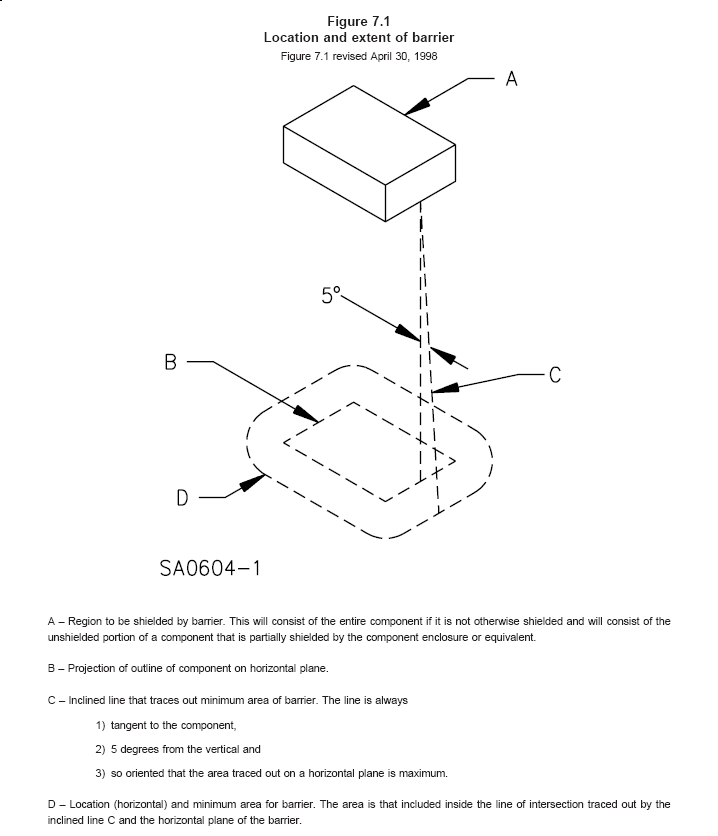 Figure 7.1
Location and extent of barrier
Figure 7.1 revised April 30, 1998
A
5°
B
C
D
SA0604-1
A – Region to be shielded by barrier. This will consist of the entire component if it is not otherwise shielded and will consist of the
unshielded portion of a component that is partially shielded by the component enclosure or equivalent.
B – Projection of outline of component on horizontal plane.
C – Inclined line that traces out minimum area of barrier. The line is always
1) tangent to the component,
2) 5 degrees from the vertical and
3) so oriented that the area traced out on a horizontal plane is maximum.
D – Location (horizontal) and minimum area for barrier. The area is that included inside the line of intersection traced out by the
inclined line C and the horizontal plane of the barrier.